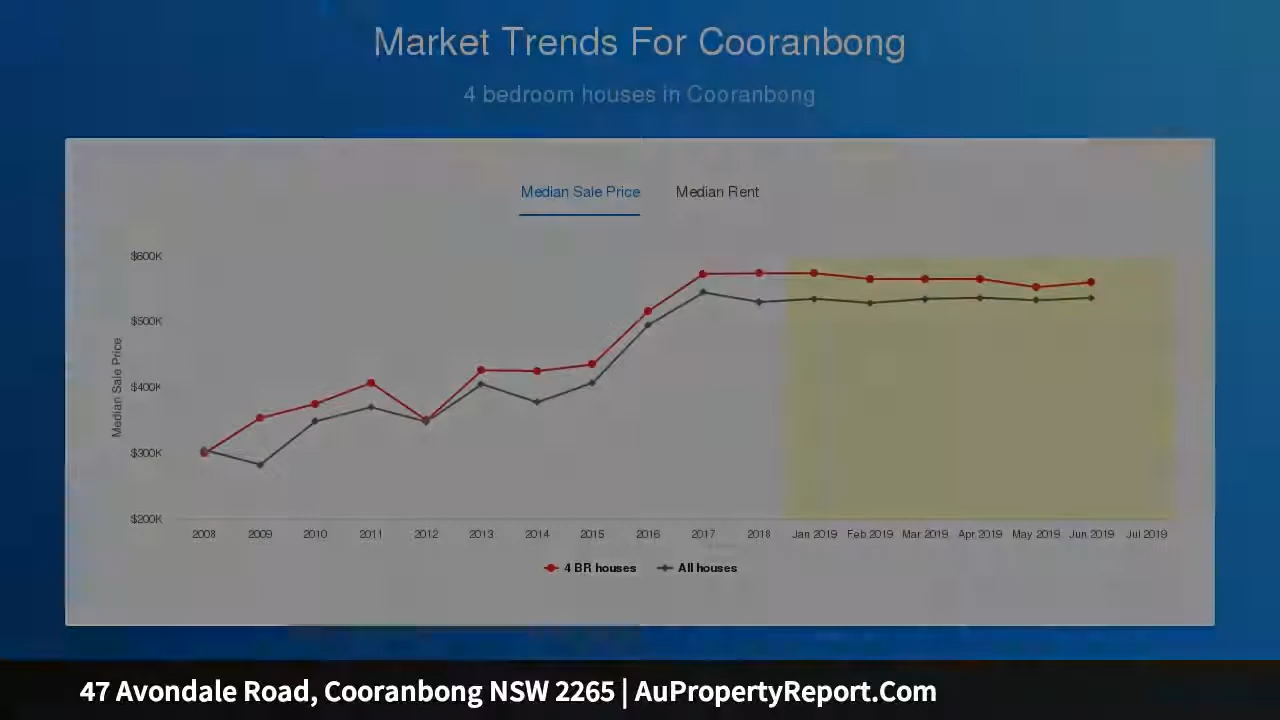 Market Trends For Cooranbong
4 bedroom houses in Cooranbong
Median Sale Price Median Rent
$600K
$500K
$400K
$300K
$200K
Median Sale Price
2008 2009 2010 2011 2012 2013 2014 2015 2016 2017 2018 Jan 2019 Feb 2019 Mar 2019 Apr 2019 May 2019 Jun 2019 Jul 2019
4 BR houses All houses
47 Avondale Road, Cooranbong NSW 2265 | AuPropertyReport.Com